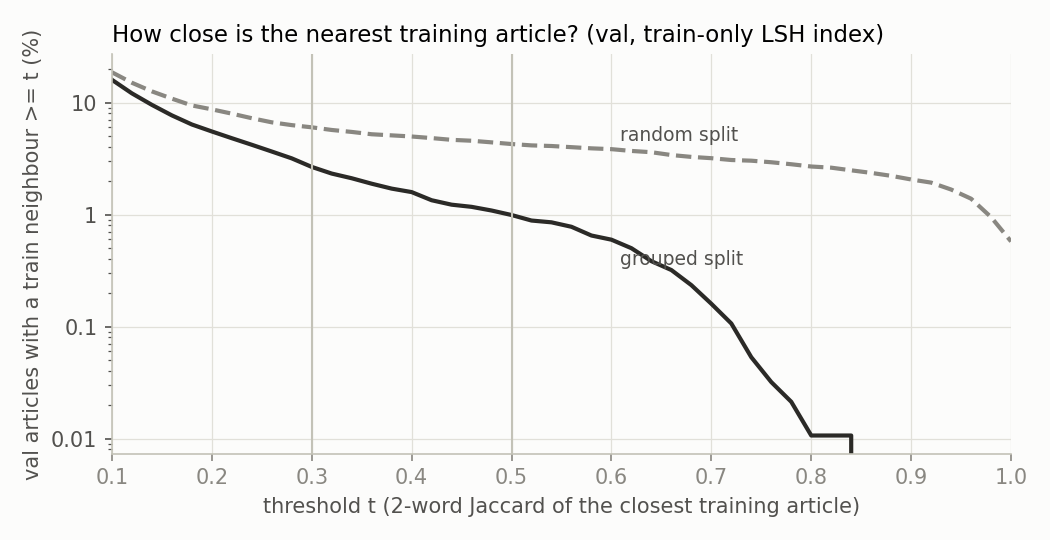 How close is the nearest training article? (val, train-only LSH index)
val articles with a train neighbour >= t (%)
10
1
0.1
0.01
random split
grouped split
0.1 0.2 0.3 0.4 0.5 0.6 0.7 0.8 0.9 1.0
threshold t (2-word Jaccard of the closest training article)